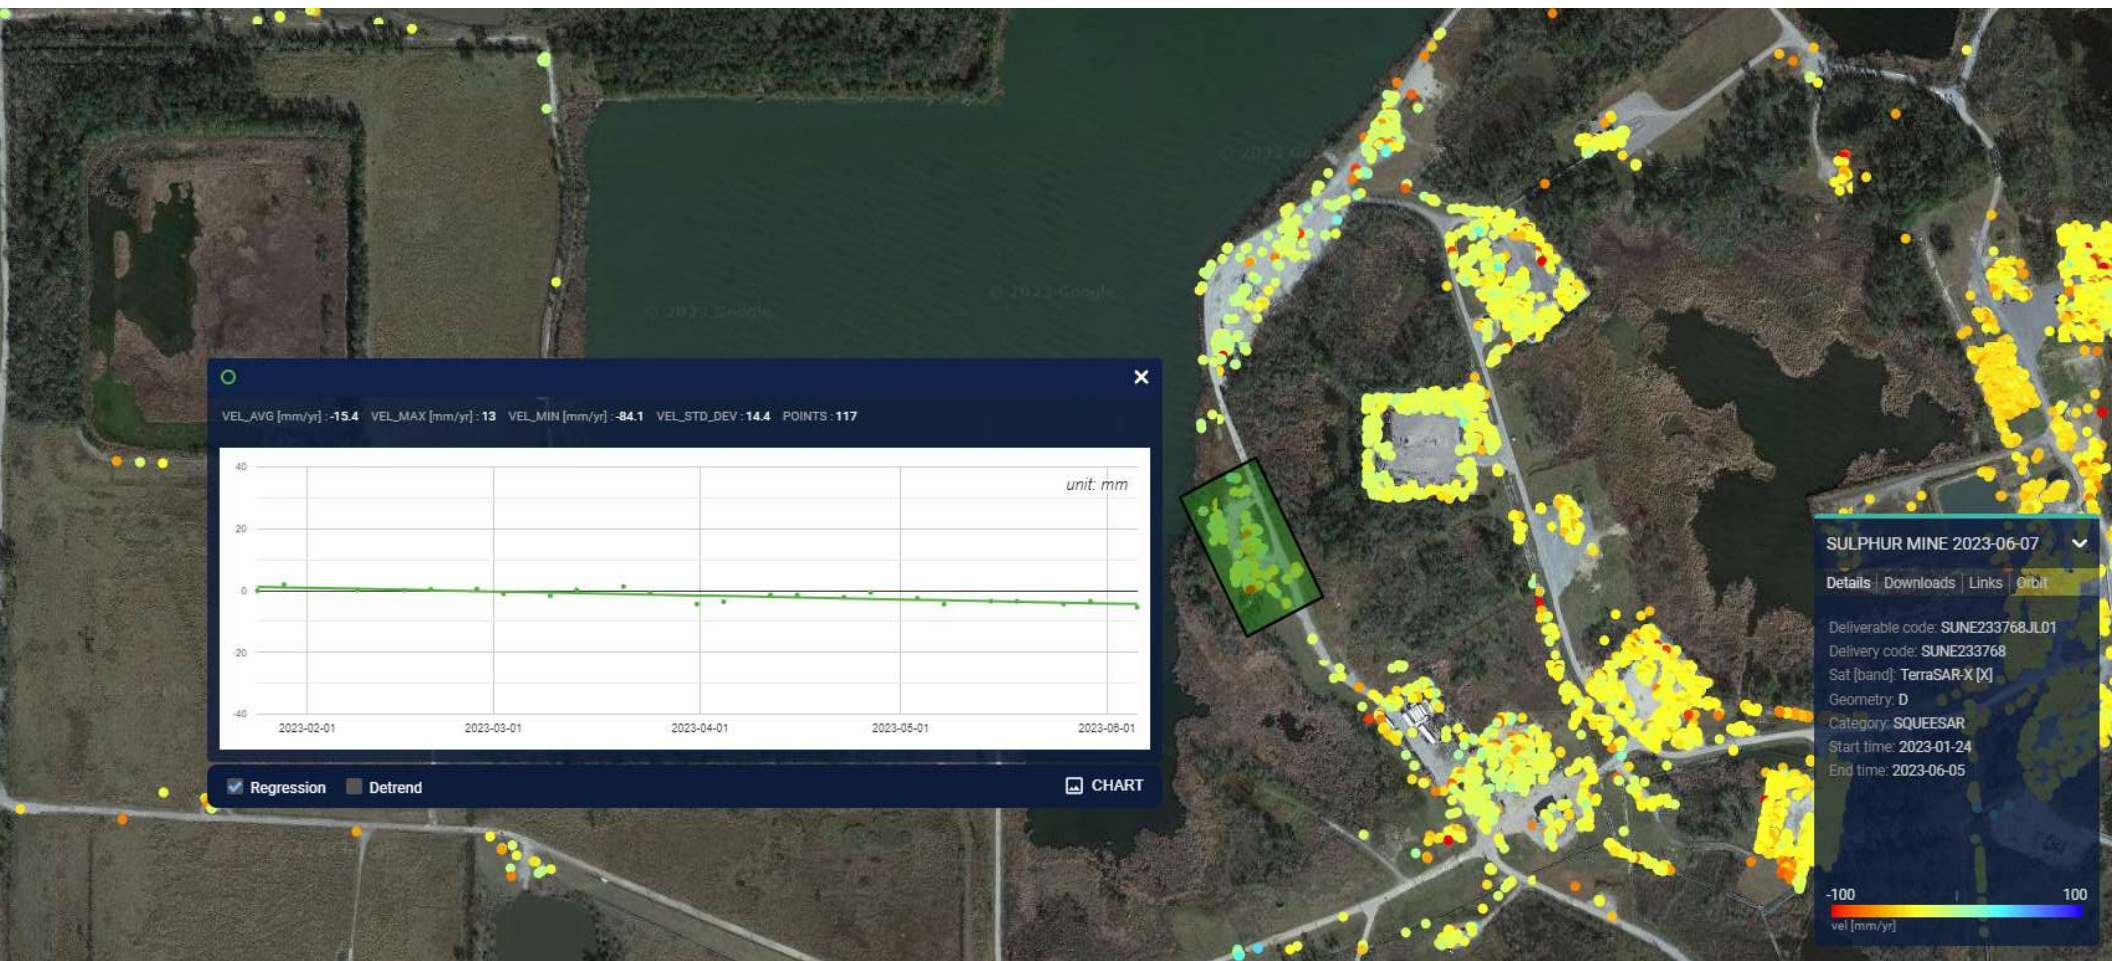 © 2023 Google
© 2023 Google
VEL_AVG [mm/yr] : -15.4 VEL_MAX [mm/yr] : 13 VEL_MIN [mm/yr] : -84.1 VEL_STD_DEV : 14.4 POINTS : 117
unit: mm
40
20
0
-20
-40
2023-02-01 2023-03-01 2023-04-01 2023-05-01 2023-06-01
Regression Detrend CHART
SULPHUR MINE 2023-06-07
Details Downloads Links Orbit
Deliverable code: SUNE233768JL01
Delivery code: SUNE233768
Sat [band]: TerraSAR-X [X]
Geometry: D
Category: SQUEESAR
Start time: 2023-01-24
End time: 2023-06-05
-100 100
vel [mm/yr]